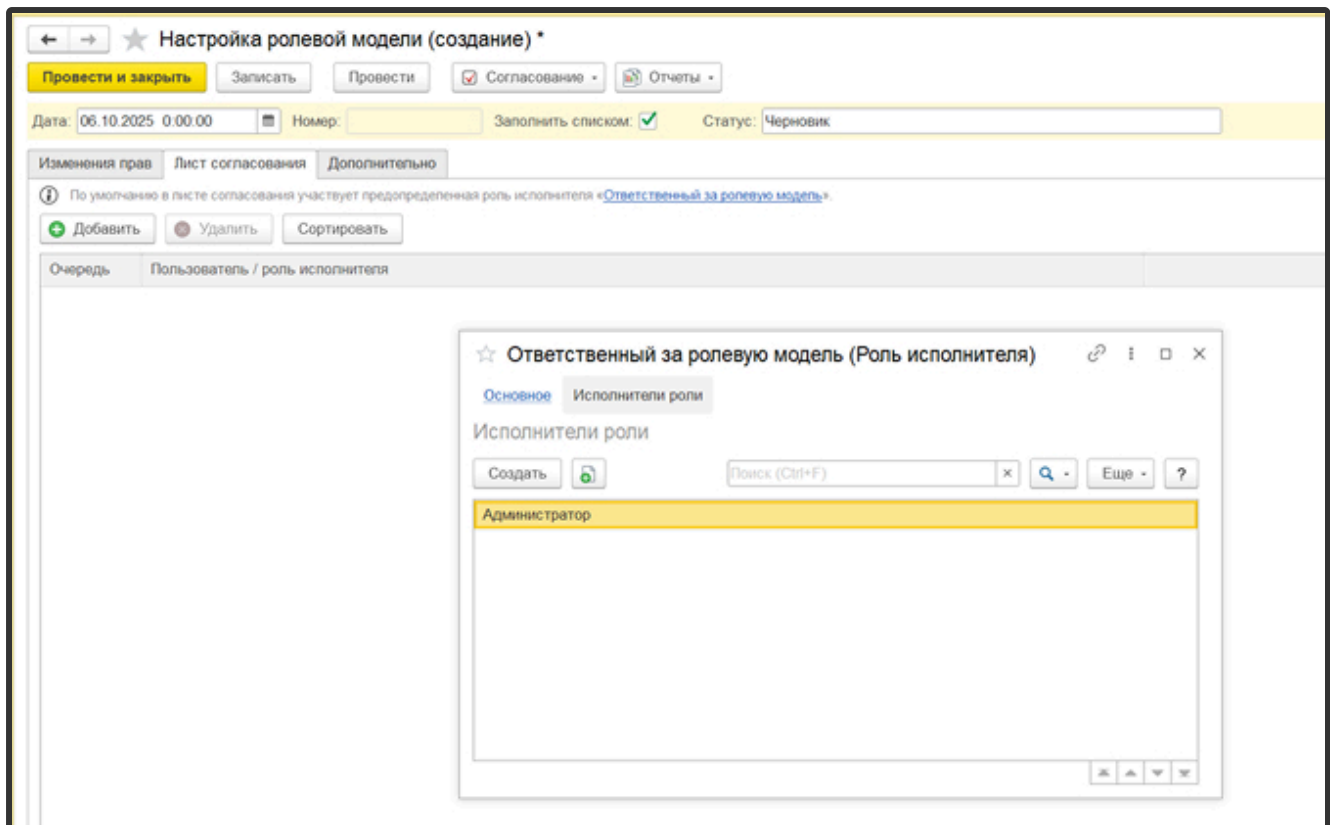 Настройка ролевой модели (создание) *
Провести и закрыть Записать Провести Согласование Отчеты
Дата: 06.10.2025 0:00:00 Номер: Заполнить списком: Статус: Черновик
Изменения прав Лист согласования Дополнительно
По умолчанию в листе согласования участвует предопределенная роль исполнителя «Ответственный за ролевую модель».
Добавить Удалить Сортировать
Очередь Пользователь / роль исполнителя
Ответственный за ролевую модель (Роль исполнителя)
Основное Исполнители роли
Исполнители роли
Создать Поиск (Ctrl+F) × Еще ?
Администратор